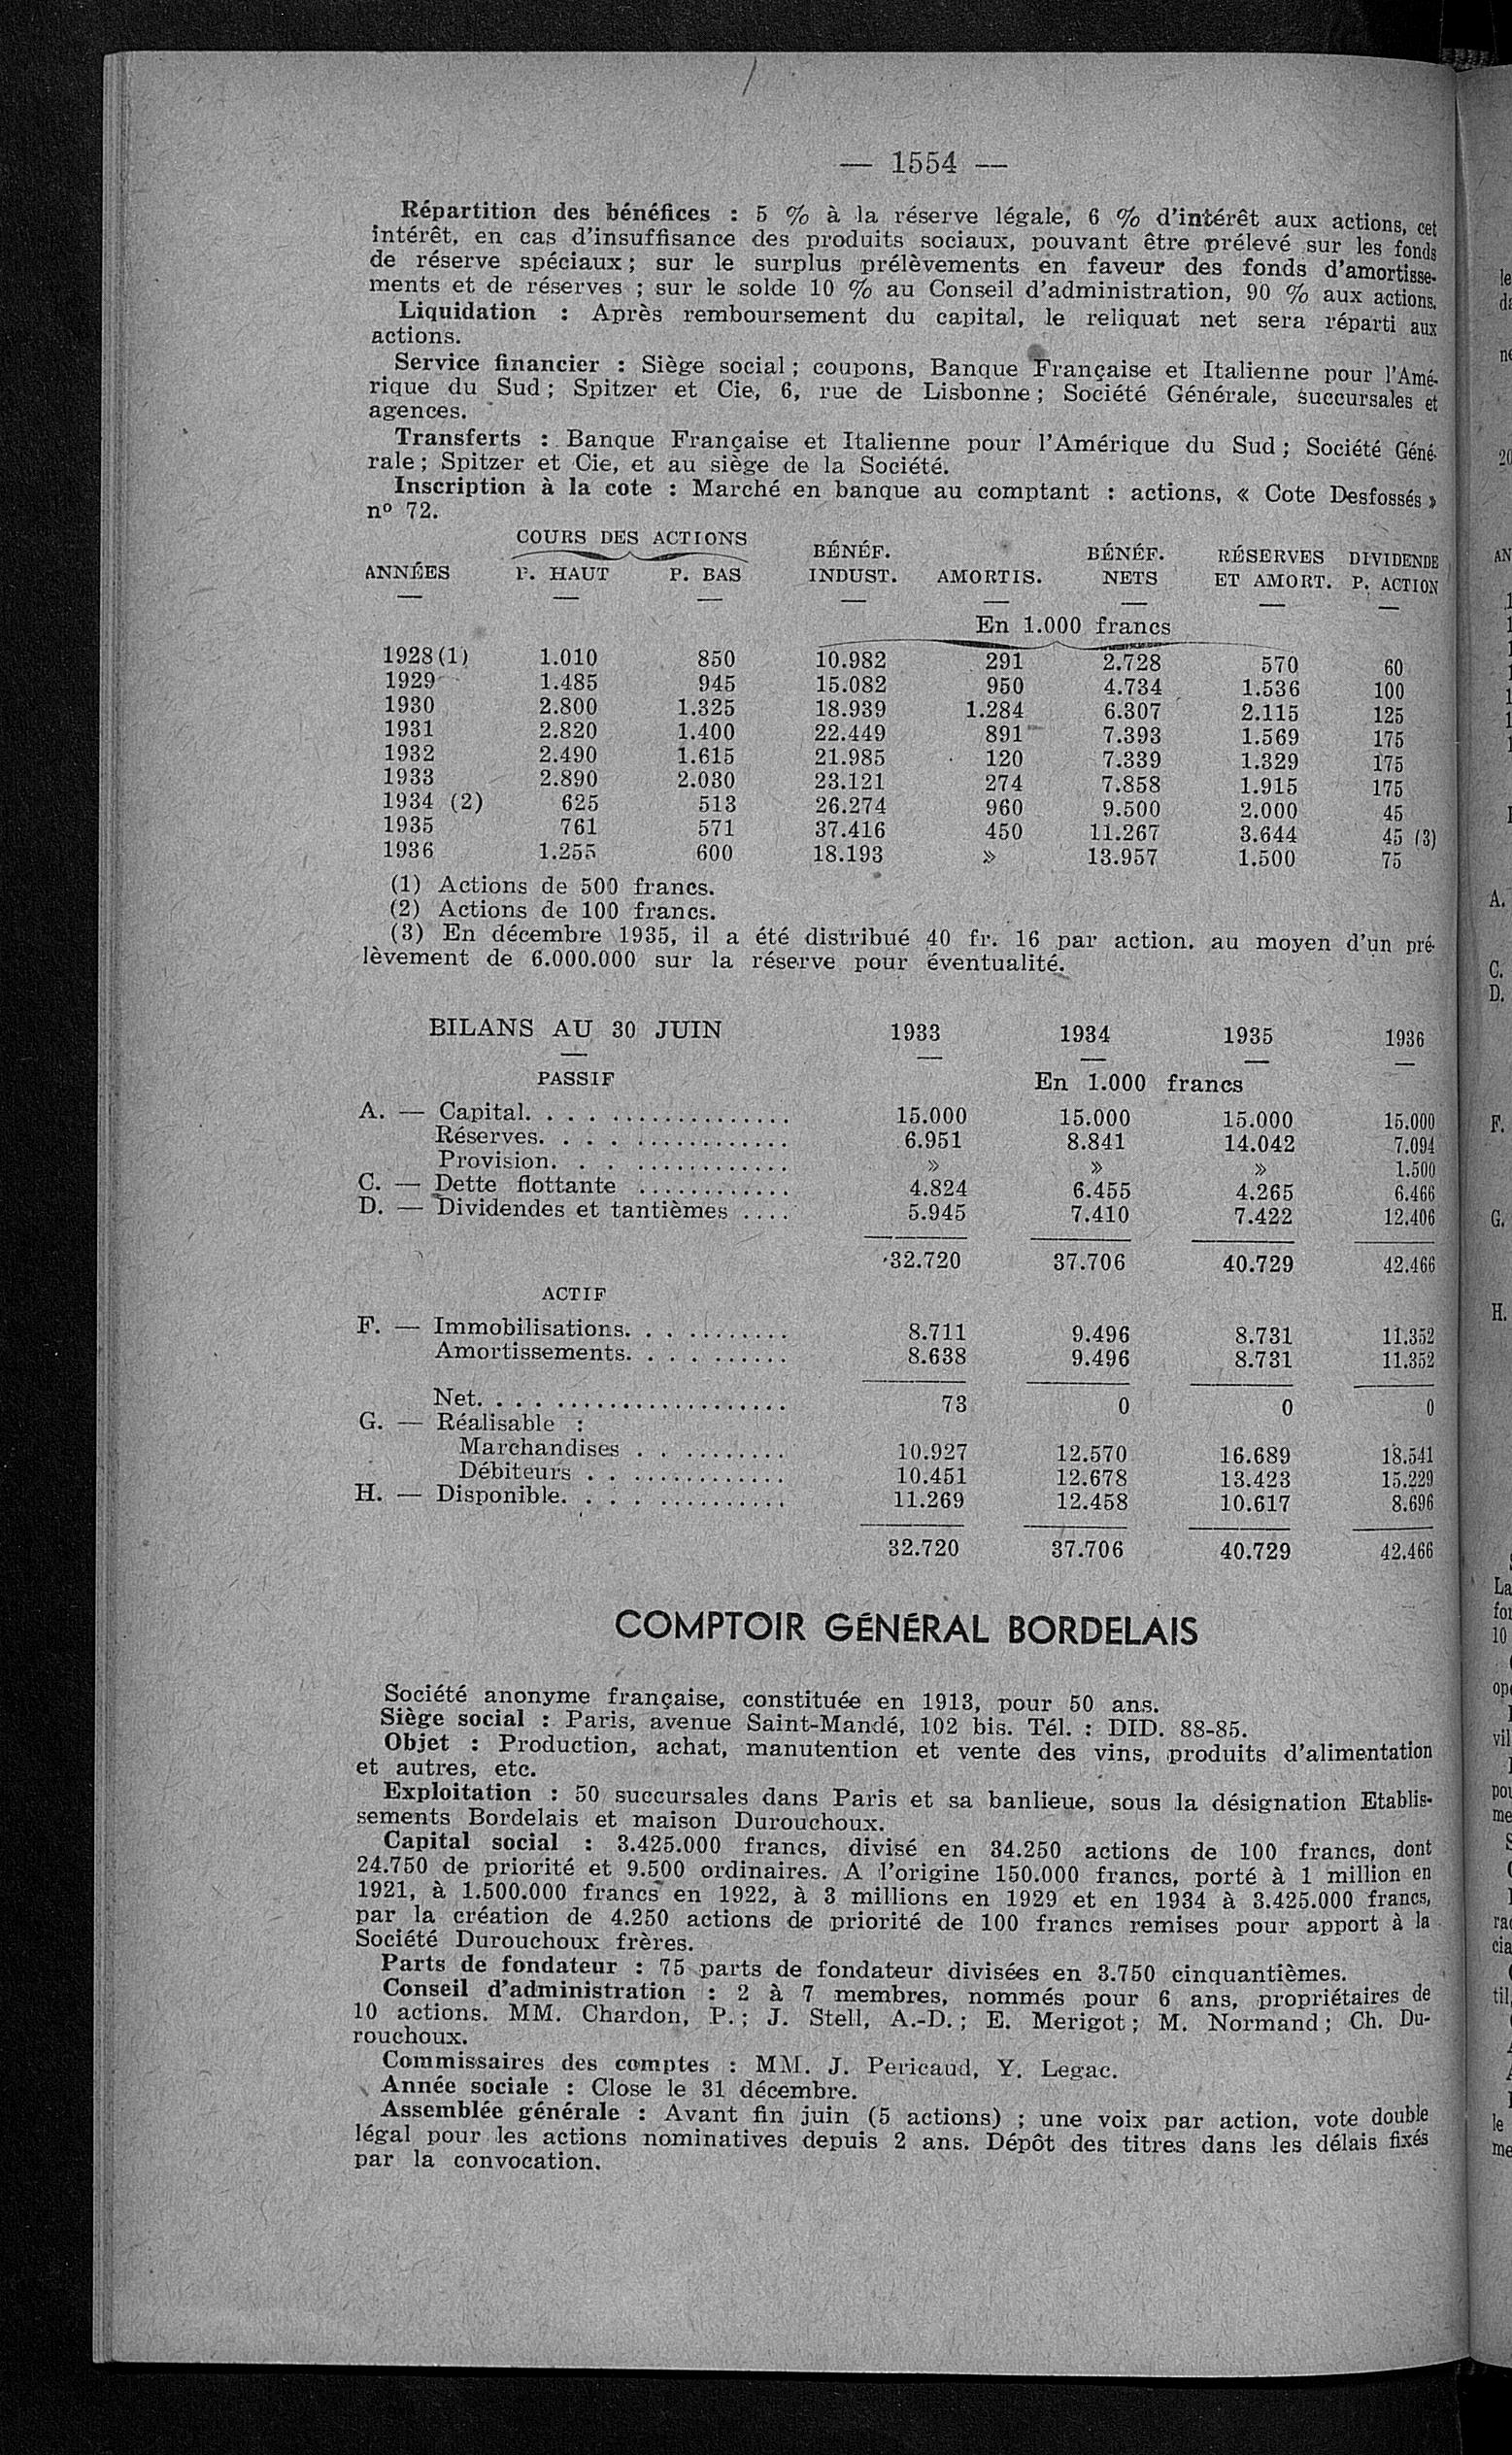 — 1554 —
Répartition des bénéfices : 5 % à la réserve légale, 6 % d'intérêt aux actions, cet
intérêt, en cas d'insuffisance des produits sociaux, pouvant être prélevé sur les fonds
de réserve spéciaux ; sur le surplus prélèvements en faveur des fonds d'amortisse-
ments et de réserves ; sur le solde 10 % au Conseil d'administration, 90 % aux actions.
Liquidation : Après remboursement du capital, le reliquat net sera réparti aux
actions.
Service financier : Siège social ; coupons, Banque Française et Italienne pour l'Amé-
rique du Sud ; Spitzer et Cie, 6, rue de Lisbonne ; Société Générale, succursales et
agences.
Transferts : Banque Française et Italienne pour l'Amérique du Sud ; Société Géné-
rale ; Spitzer et Cie, et au siège de la Société.
Inscription à la cote : Marché en banque au comptant : actions, « Cote Desfossés »
nº 72.
COURS DES ACTIONS BÉNÉF. BÉNÉF. RÉSERVES DIVIDENDE
ANNÉES P. HAUT P. BAS INDUST. AMORTIS. NETS ET AMORT. P. ACTION
En 1.000 francs
1928 (1) 1.010 850 10.982 291 2.728 570 60
1929 1.485 945 15.082 950 4.734 1.536 100
1930 2.800 1.325 18.939 1.284 6.307 2.115 125
1931 2.820 1.400 22.449 891 7.393 1.569 175
1932 2.490 1.615 21.985 120 7.339 1.329 175
1933 2.890 2.030 23.121 274 7.858 1.915 175
1934 (2) 625 513 26.274 960 9.500 2.000 45
1935 761 571 37.416 450 11.267 3.644 45 (3)
1936 1.255 600 18.193 » 13.957 1.500 75
(1) Actions de 500 francs.
(2) Actions de 100 francs.
(3) En décembre 1935, il a été distribué 40 fr. 16 par action. au moyen d'un pré-
lèvement de 6.000.000 sur la réserve pour éventualité.
BILANS AU 30 JUIN 1933 1934 1935 1936
PASSIF En 1.000 francs
A. — Capital. 15.000 15.000 15.000 15.000
Réserves. 6.951 8.841 14.042 7.094
Provision. » » » 1.500
C. — Dette flottante 4.824 6.455 4.265 6.466
D. — Dividendes et tantièmes 5.945 7.410 7.422 12.406
32.720 37.706 40.729 42.466
ACTIF
F. — Immobilisations. 8.711 9.496 8.731 11.352
Amortissements. 8.638 9.496 8.731 11.352
Net. 73 0 0 0
G. — Réalisable :
Marchandises 10.927 12.570 16.689 18.541
Débiteurs 10.451 12.678 13.423 15.229
H. — Disponible. 11.269 12.458 10.617 8.696
32.720 37.706 40.729 42.466
COMPTOIR GÉNÉRAL BORDELAIS
Société anonyme française, constituée en 1913, pour 50 ans.
Siège social : Paris, avenue Saint-Mandé, 102 bis. Tél. : DID. 88-85.
Objet : Production, achat, manutention et vente des vins, produits d'alimentation
et autres, etc.
Exploitation : 50 succursales dans Paris et sa banlieue, sous la désignation Etablis-
sements Bordelais et maison Durouchoux.
Capital social : 3.425.000 francs, divisé en 34.250 actions de 100 francs, dont
24.750 de priorité et 9.500 ordinaires. A l'origine 150.000 francs, porté à 1 million en
1921, à 1.500.000 francs en 1922, à 3 millions en 1929 et en 1934 à 3.425.000 francs,
par la création de 4.250 actions de priorité de 100 francs remises pour apport à la
Société Durouchoux frères.
Parts de fondateur : 75 parts de fondateur divisées en 3.750 cinquantièmes.
Conseil d'administration : 2 à 7 membres, nommés pour 6 ans, propriétaires de
10 actions. MM. Chardon, P. ; J. Stell, A.-D. ; E. Merigot ; M. Normand ; Ch. Du-
rouchoux.
Commissaires des comptes : MM. J. Pericaud, Y. Legac.
Année sociale : Close le 31 décembre.
Assemblée générale : Avant fin juin (5 actions) ; une voix par action, vote double
légal pour les actions nominatives depuis 2 ans. Dépôt des titres dans les délais fixés
par la convocation.